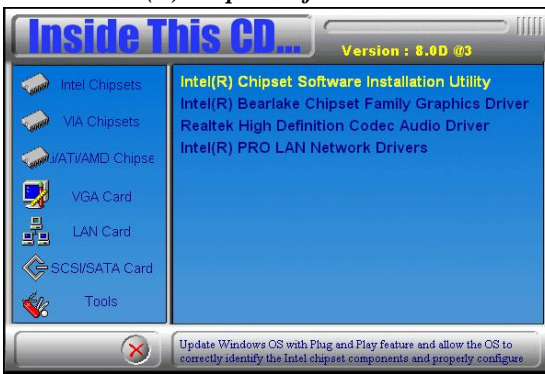 Inside This CD...
Version : 8.0D @3
Intel Chipsets
VIA Chipsets
i/ATi/AMD Chipse
VGA Card
LAN Card
SCSI/SATA Card
Tools
Intel(R) Chipset Software Installation Utility
Intel(R) Bearlake Chipset Family Graphics Driver
Realtek High Definition Codec Audio Driver
Intel(R) PRO LAN Network Drivers
Update Windows OS with Plug and Play feature and allow the OS to
correctly identify the Intel chipset components and properly configure